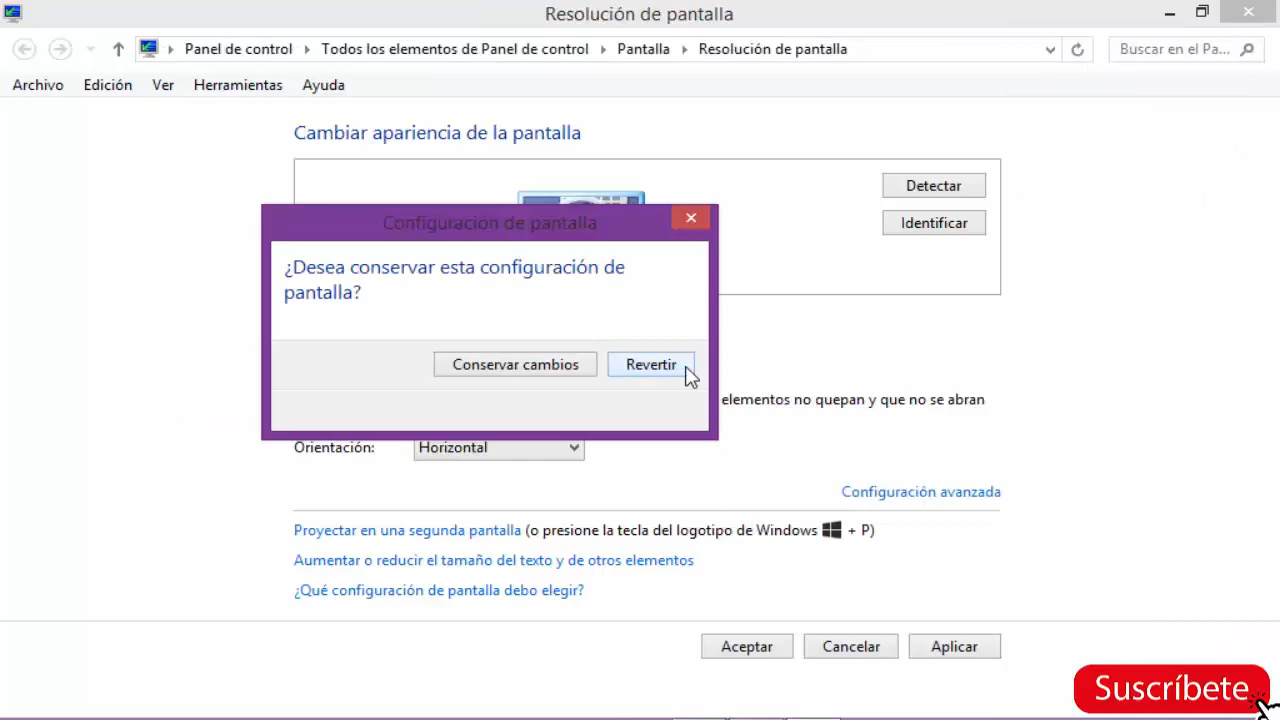 Resolución de pantalla
Panel de control
Todos los elementos de Panel de control
Pantalla
Resolución de pantalla
Buscar en el Pa...
Archivo
Edición
Ver
Herramientas
Ayuda
Cambiar apariencia de la pantalla
Detectar
Identificar
Configuración de pantalla
¿Desea conservar esta configuración de
pantalla?
Conservar cambios
Revertir
elementos no quepan y que no se abran
Orientación:
Horizontal
Configuración avanzada
Proyectar en una segunda pantalla (o presione la tecla del logotipo de Windows + P)
Aumentar o reducir el tamaño del texto y de otros elementos
¿Qué configuración de pantalla debo elegir?
Aceptar
Cancelar
Aplicar
Suscríbete